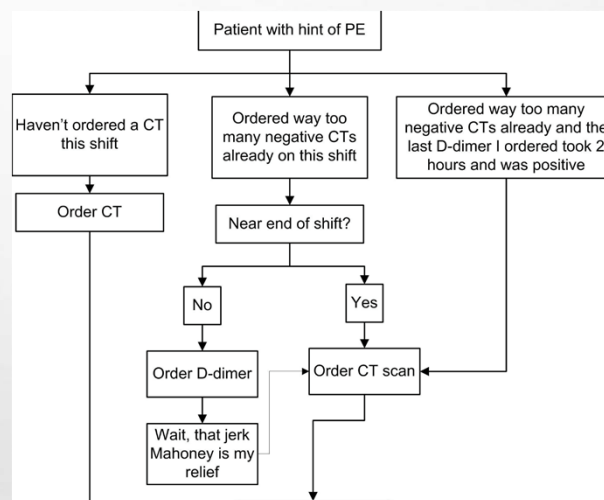 Patient with hint of PE
Haven't ordered a CT
this shift
Ordered way too
many negative CTs
already on this shift
Ordered way too many
negative CTs already and the
last D-dimer I ordered took 2
hours and was positive
Order CT
Near end of shift?
No
Yes
Order D-dimer
Order CT scan
Wait, that jerk
Mahoney is my
relief